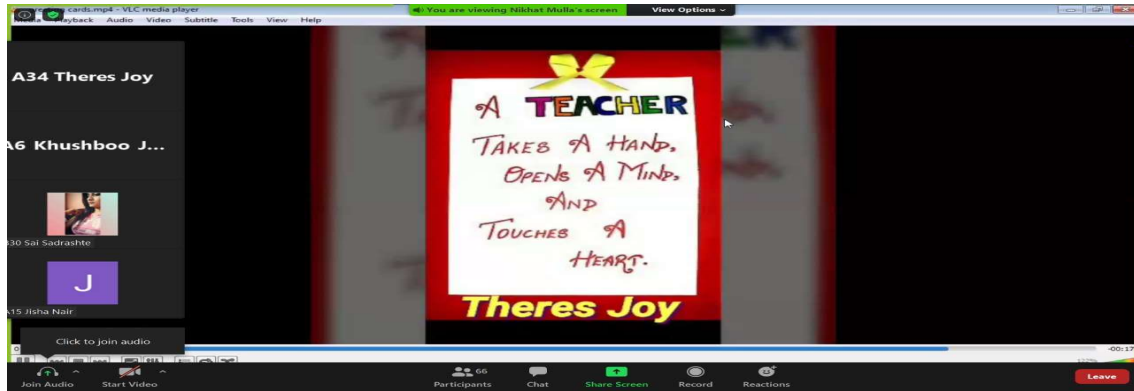 cards.mp4 - VLC media player
You are viewing Nikhat Mulla's screen
View Options
Playback Audio Video Subtitle Tools View Help
A34 Theres Joy
A6 Khushboo J...
Sai Sadrashte
A15 Jisha Nair
A TEACHER
TAKES A HAND,
OPENS A MIND,
AND
TOUCHES A
HEART.
Theres Joy
Click to join audio
-00:17
Join Audio
Start Video
66
Participants
Chat
Share Screen
Record
Reactions
Leave